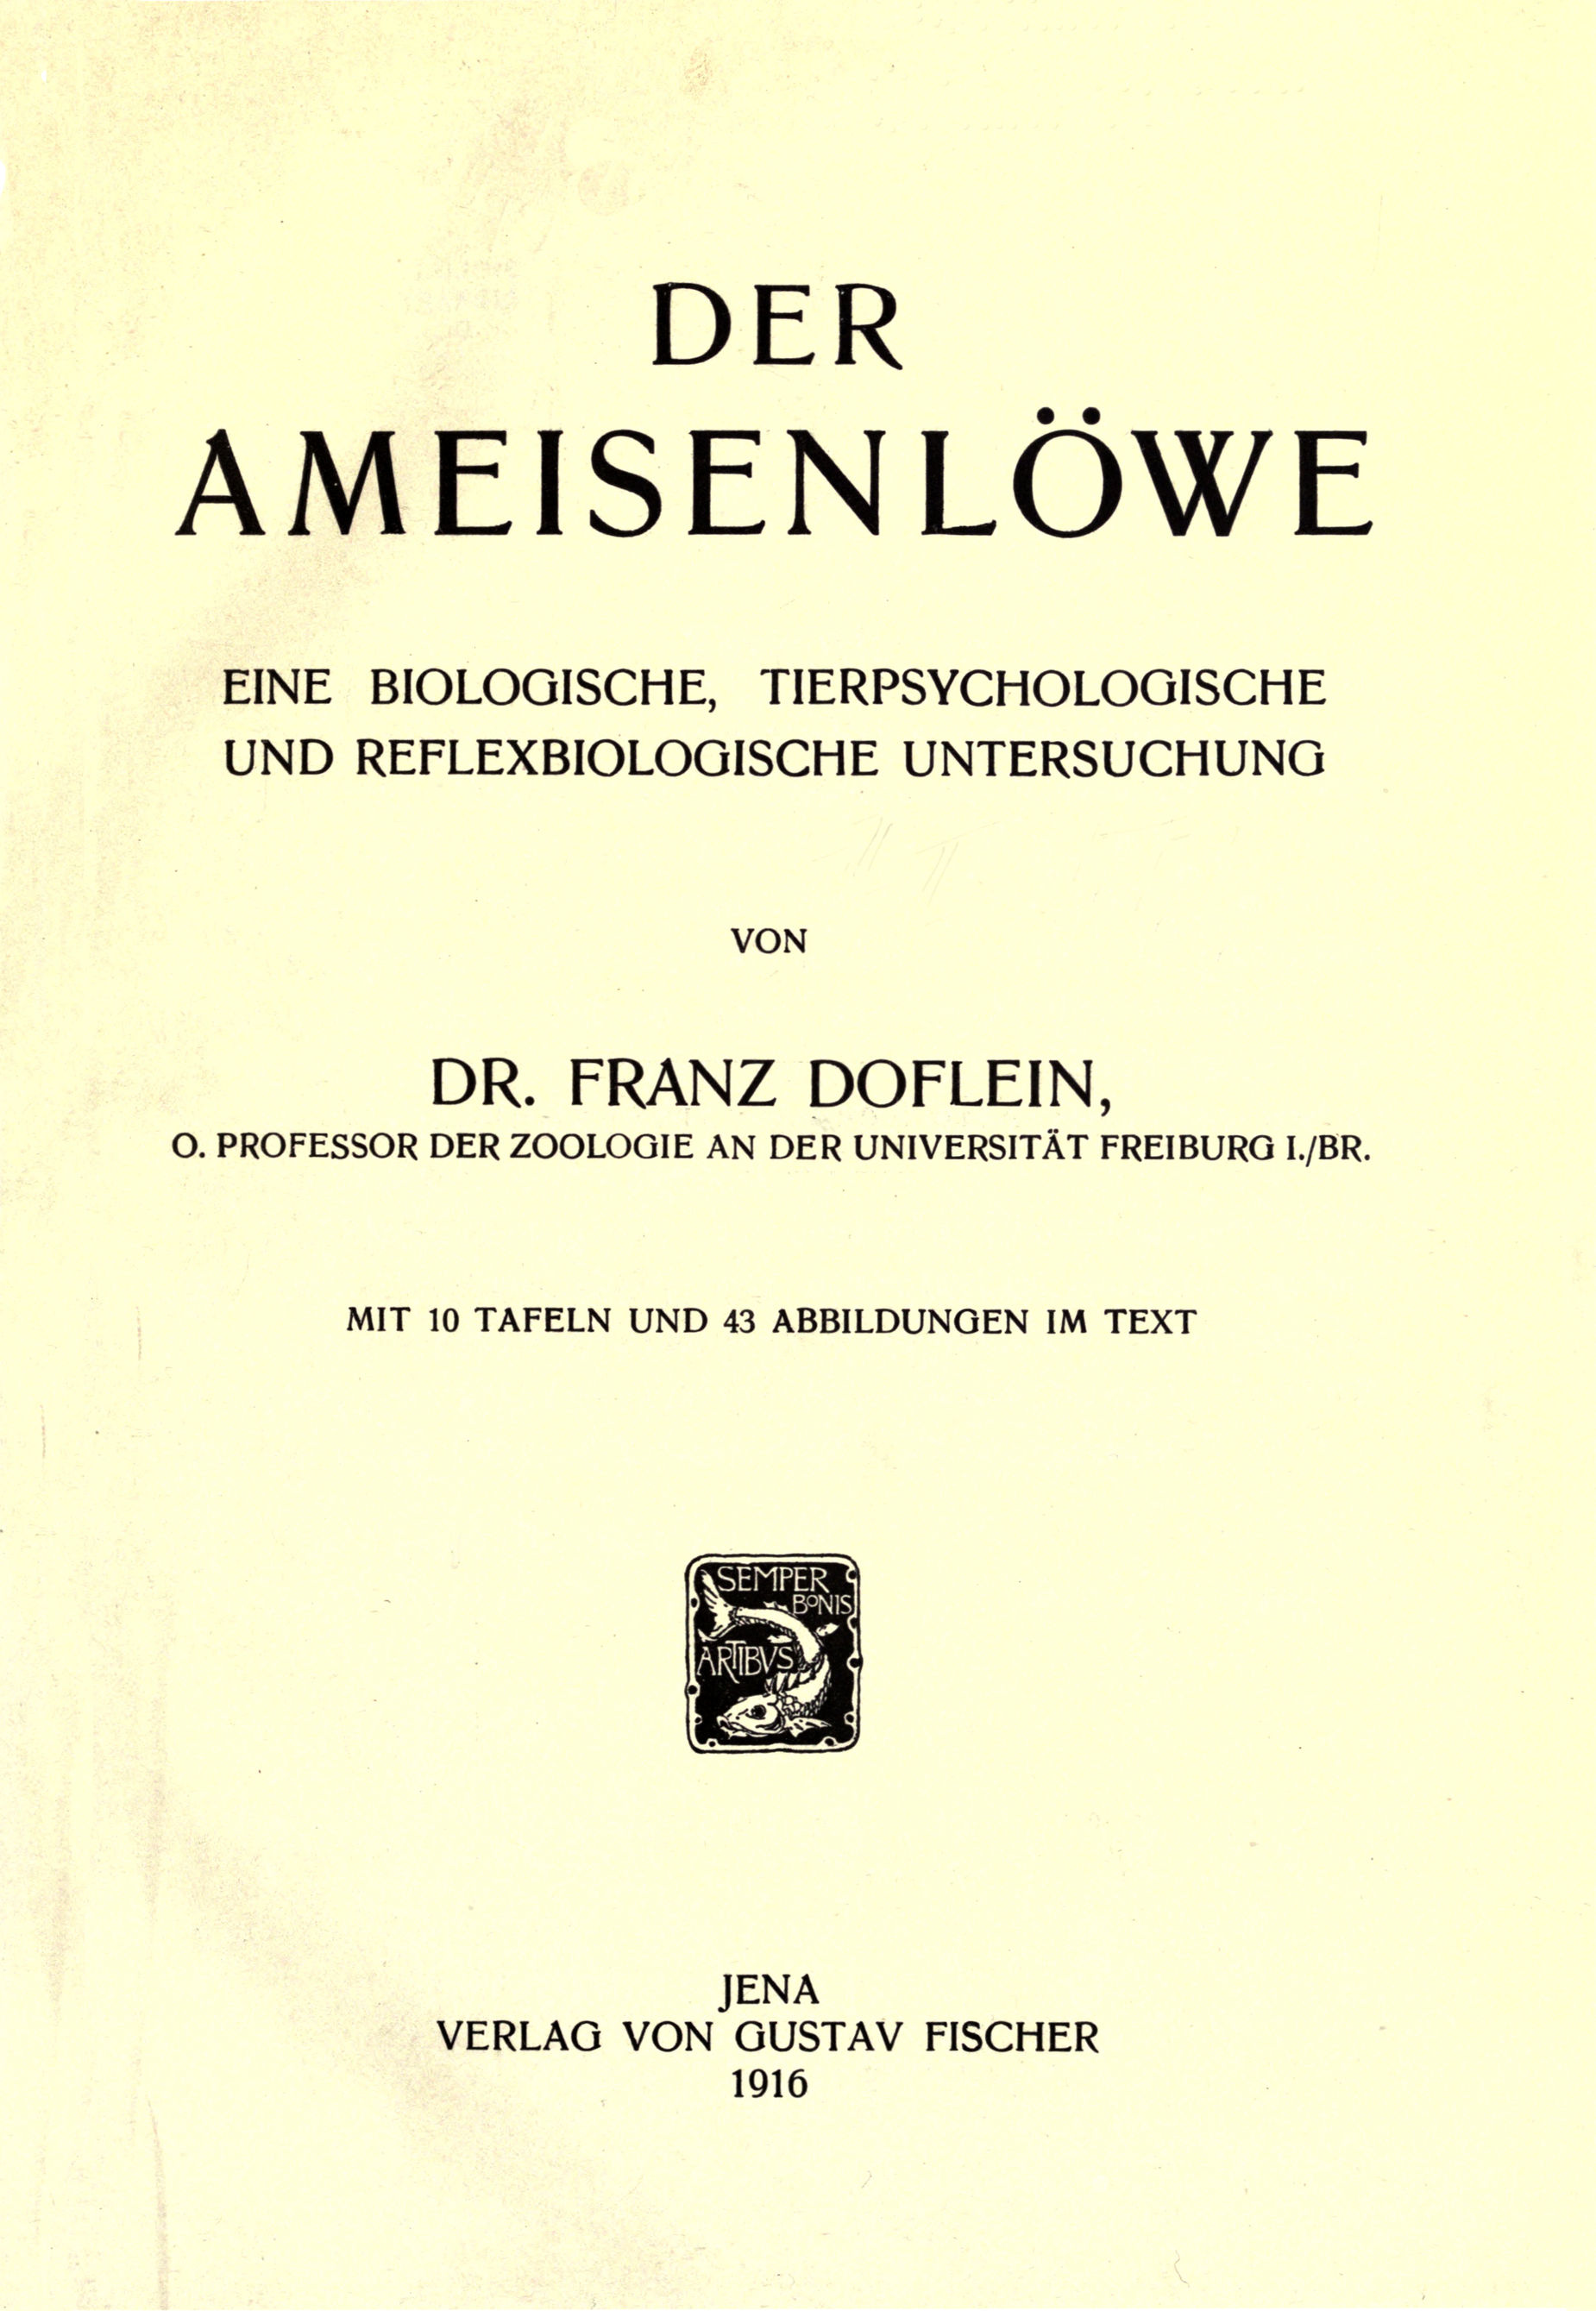 DER
AMEISENLÖWE
EINE BIOLOGISCHE, TIERPSYCHOLOGISCHE
UND REFLEXBIOLOGISCHE UNTERSUCHUNG
VON
DR. FRANZ DOFLEIN,
O. PROFESSOR DER ZOOLOGIE AN DER UNIVERSITÄT FREIBURG I./BR.
MIT 10 TAFELN UND 43 ABBILDUNGEN IM TEXT
SEMPER
BONIS
ARTIBVS
JENA
VERLAG VON GUSTAV FISCHER
1916